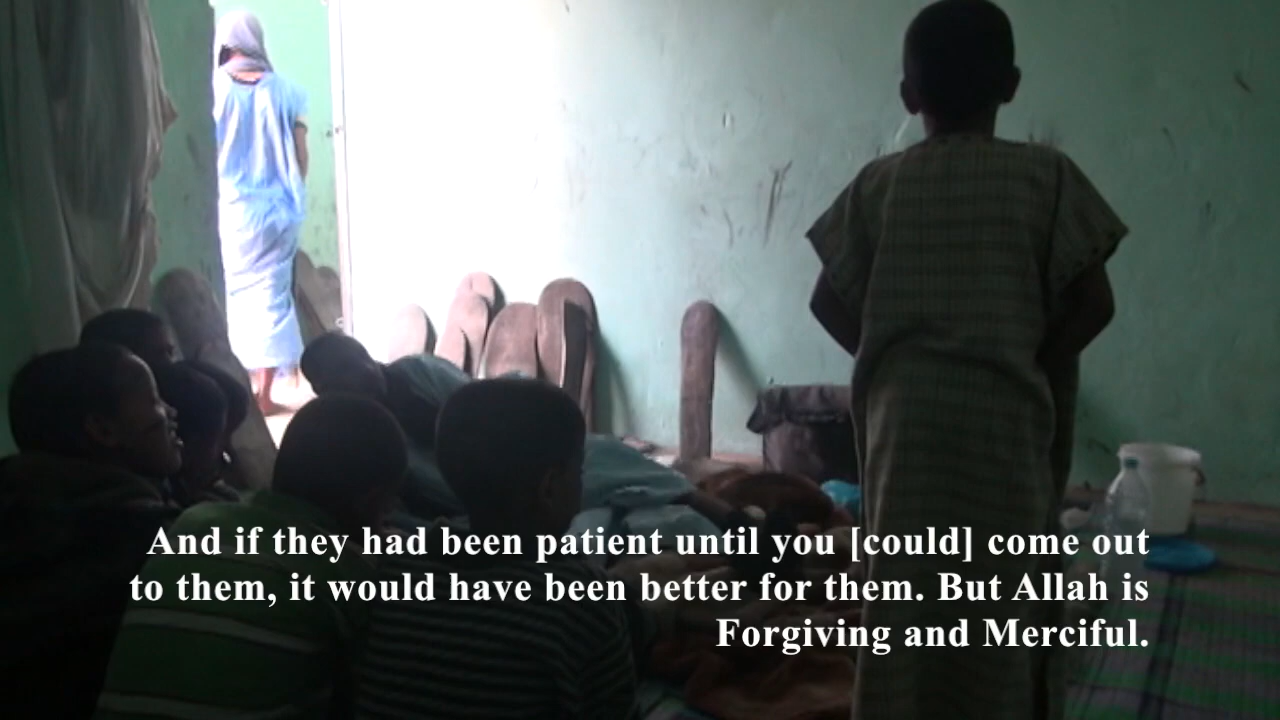 And if they had been patient until you [could] come out
to them, it would have been better for them. But Allah is
Forgiving and Merciful.